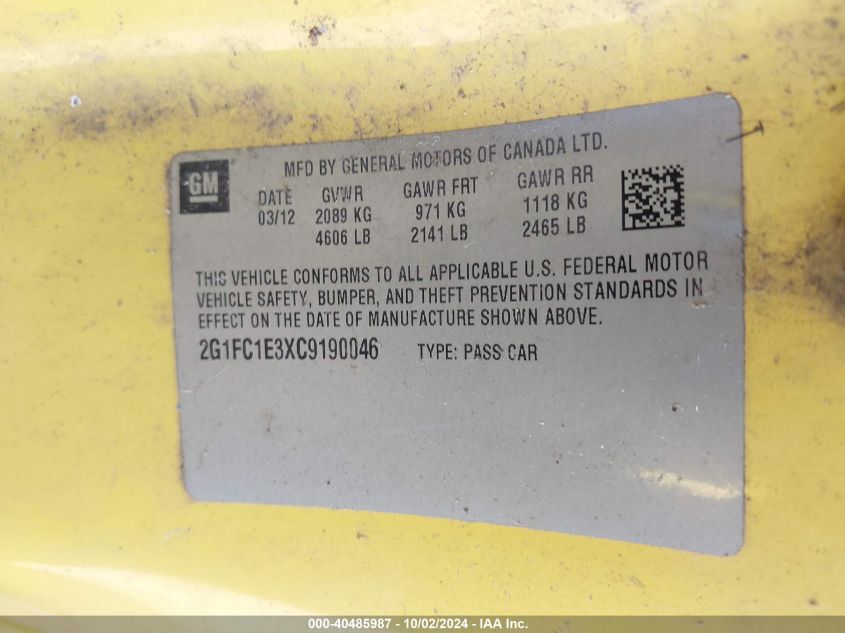 MFD BY GENERAL MOTORS OF CANADA LTD.
GM
DATE GVWR GAWR FRT GAWR RR
03/12 2089 KG 971 KG 1118 KG
4606 LB 2141 LB 2465 LB
THIS VEHICLE CONFORMS TO ALL APPLICABLE U.S. FEDERAL MOTOR
VEHICLE SAFETY, BUMPER, AND THEFT PREVENTION STANDARDS IN
EFFECT ON THE DATE OF MANUFACTURE SHOWN ABOVE.
2G1FC1E3XC9190046 TYPE: PASS CAR
000-40485987 - 10/02/2024 - IAA Inc.